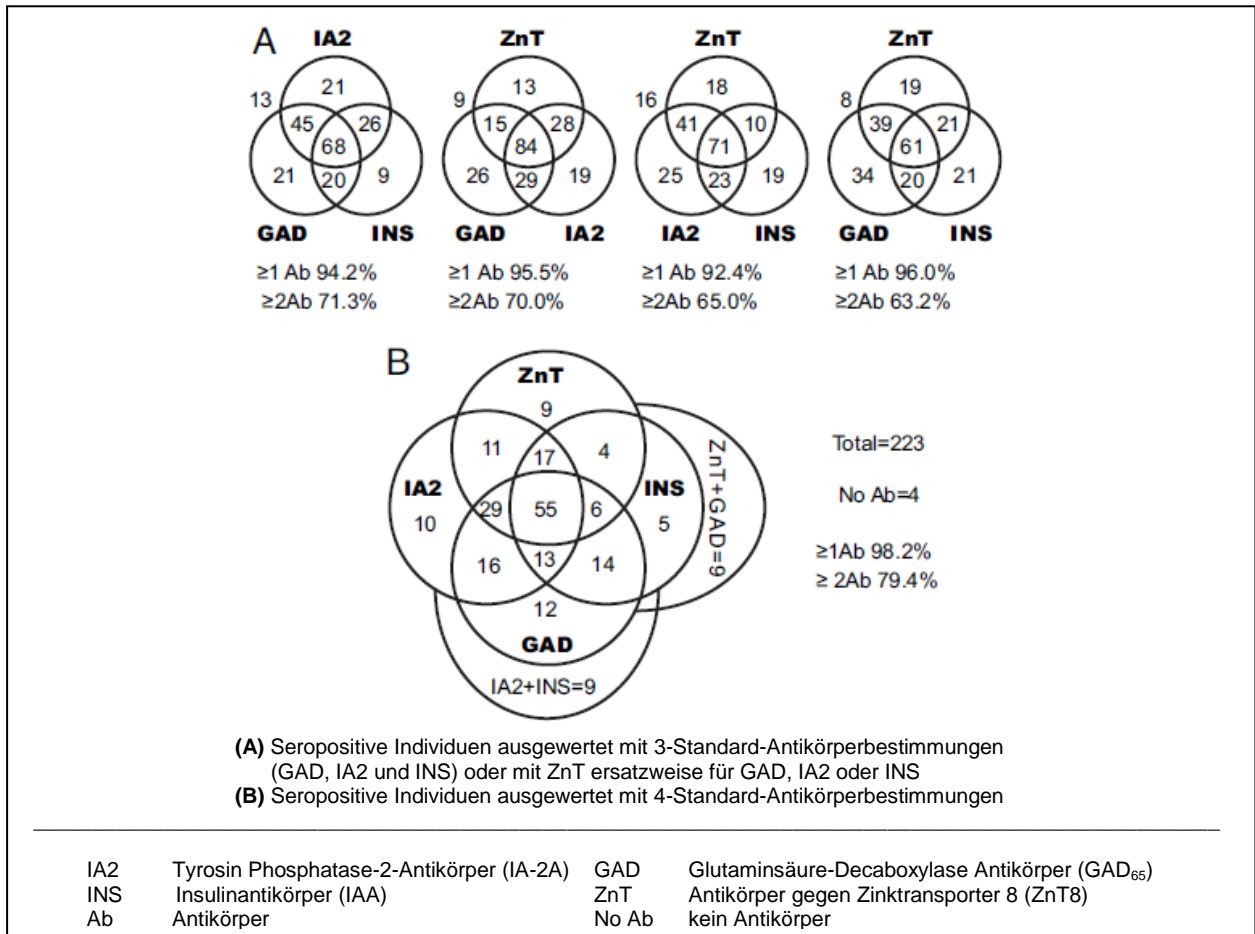 A
IA2
13
21
45
26
68
21
20
9
GAD INS
≥1 Ab 94.2%
≥2Ab 71.3%
ZnT
9
13
15
28
84
26
29
19
GAD IA2
≥1 Ab 95.5%
≥2Ab 70.0%
ZnT
16
18
41
10
71
25
23
19
IA2 INS
≥1 Ab 92.4%
≥2Ab 65.0%
ZnT
8
19
39
21
61
34
20
21
GAD INS
≥1 Ab 96.0%
≥2Ab 63.2%
B
ZnT
9
11
17
4
IA2
INS
10
29
55
6
5
16
13
14
12
GAD
IA2+INS=9
ZnT+GAD=9
Total=223
No Ab=4
≥1Ab 98.2%
≥ 2Ab 79.4%
(A) Seropositive Individuen ausgewertet mit 3-Standard-Antikörperbestimmungen
(GAD, IA2 und INS) oder mit ZnT ersatzweise für GAD, IA2 oder INS
(B) Seropositive Individuen ausgewertet mit 4-Standard-Antikörperbestimmungen
IA2 Tyrosin Phosphatase-2-Antikörper (IA-2A) GAD Glutaminsäure-Decaboxylase Antikörper (GAD65)
INS Insulinantikörper (IAA) ZnT Antikörper gegen Zinktransporter 8 (ZnT8)
Ab Antikörper No Ab kein Antikörper